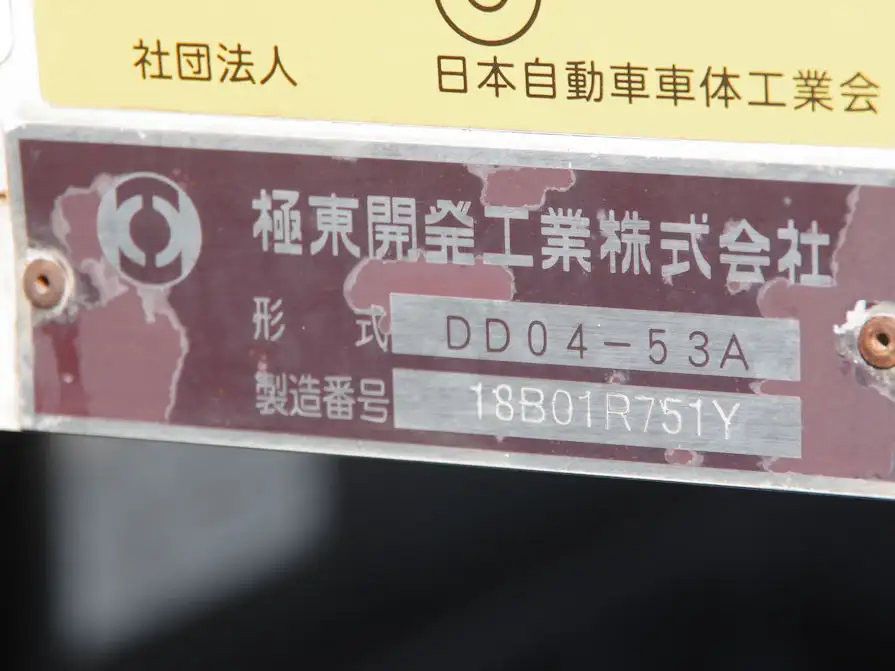 社団法人 日本自動車車体工業会
極東開発工業株式会社
形式 DD04-53A
製造番号 18B01R751Y